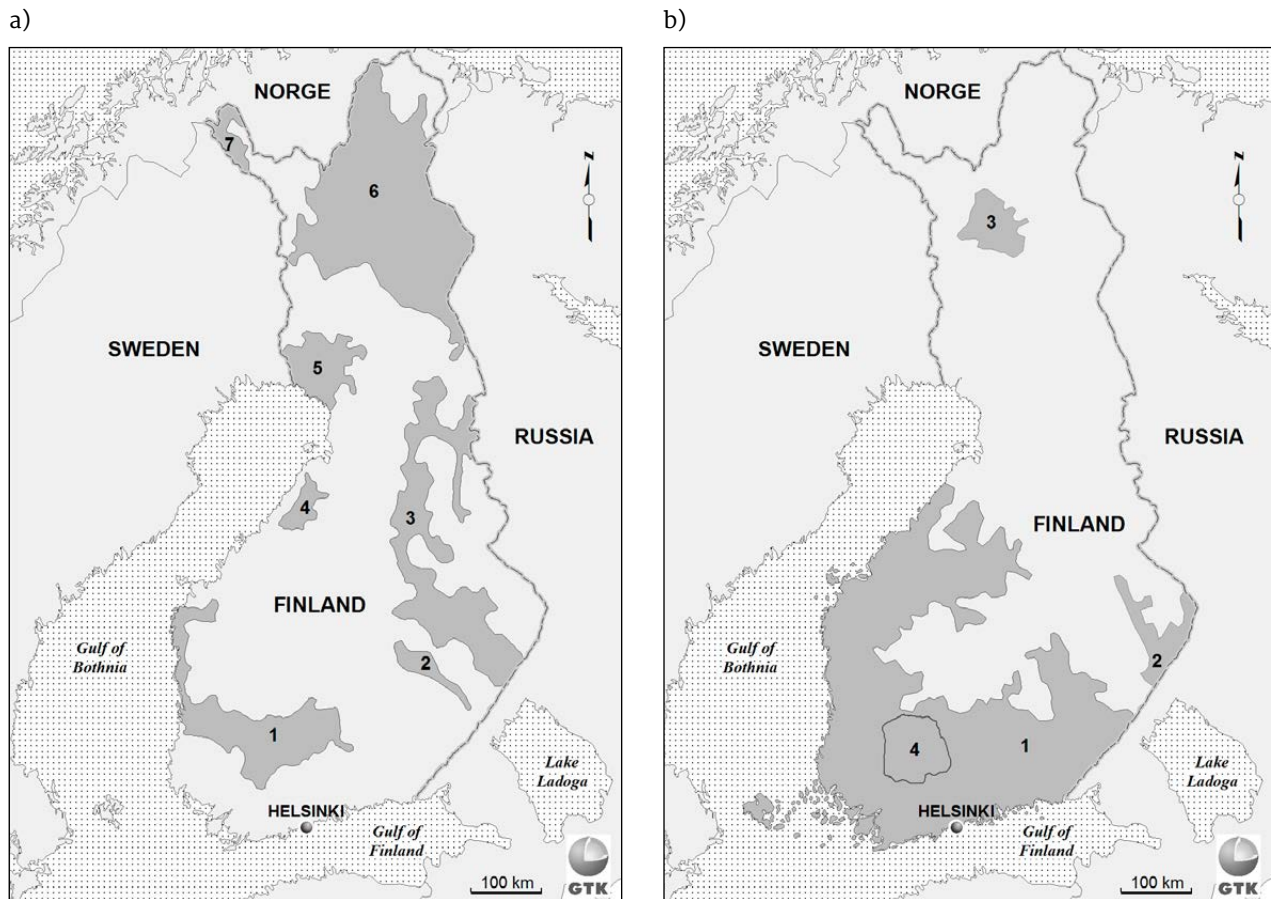 a)
NORGE
7
6
N
SWEDEN
5
RUSSIA
4
3
FINLAND
Gulf of
Bothnia
2
1
Lake
Ladoga
HELSINKI
Gulf of
Finland
100 km
GTK
b)
NORGE
3
N
SWEDEN
RUSSIA
FINLAND
Gulf of
Bothnia
2
4
1
Lake
Ladoga
HELSINKI
Gulf of
Finland
100 km
GTK